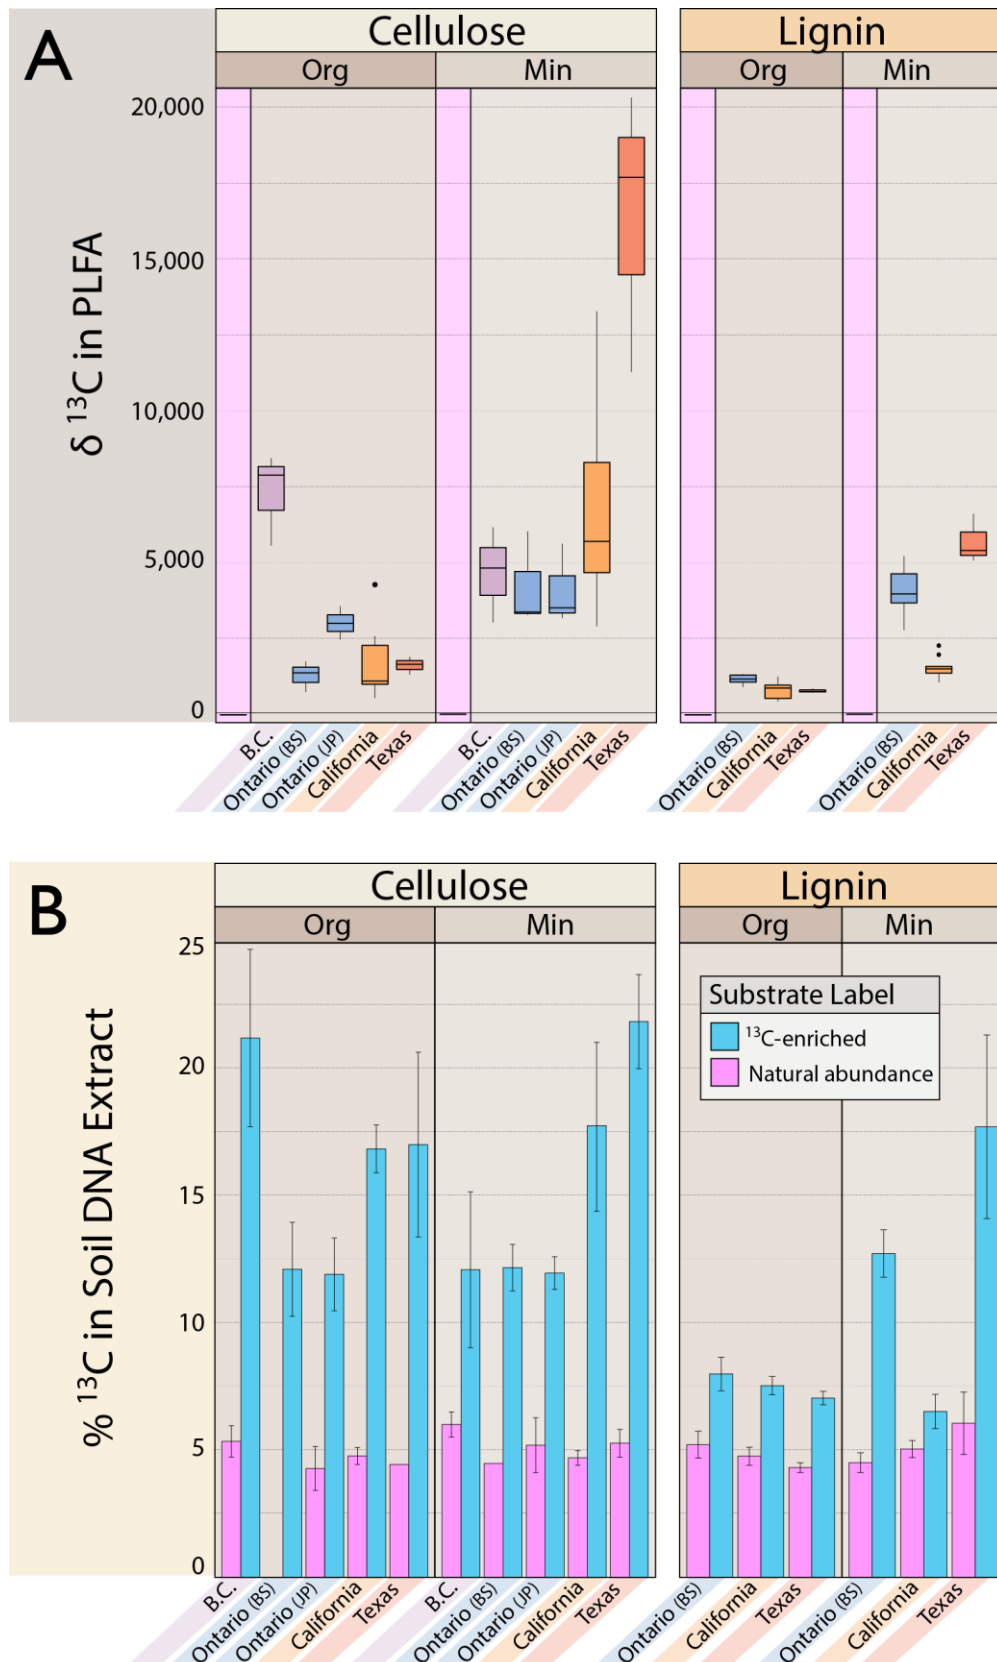 A
Cellulose
Lignin
Org
Min
Org
Min
δ ¹³C in PLFA
20,000
15,000
10,000
5,000
0
B.C.
Ontario (BS)
Ontario (JP)
California
Texas
B.C.
Ontario (BS)
Ontario (JP)
California
Texas
Ontario (BS)
California
Texas
Ontario (BS)
California
Texas
B
Cellulose
Lignin
Org
Min
Org
Min
% ¹³C in Soil DNA Extract
25
20
15
10
5
0
Substrate Label
¹³C-enriched
Natural abundance
B.C.
Ontario (BS)
Ontario (JP)
California
Texas
B.C.
Ontario (BS)
Ontario (JP)
California
Texas
Ontario (BS)
California
Texas
Ontario (BS)
California
Texas